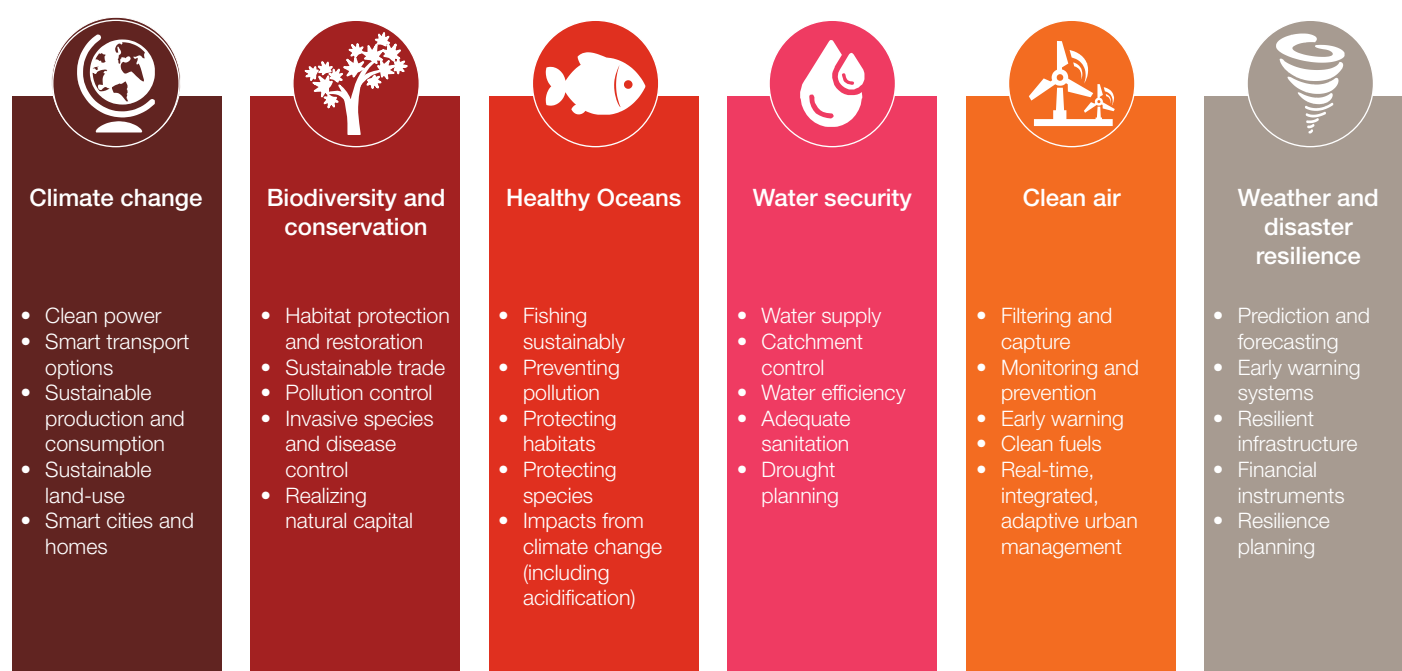 Climate change
• Clean power
• Smart transport
options
• Sustainable
production and
consumption
• Sustainable
land-use
• Smart cities and
homes
Biodiversity and
conservation
• Habitat protection
and restoration
• Sustainable trade
• Pollution control
• Invasive species
and disease
control
• Realizing
natural capital
Healthy Oceans
• Fishing
sustainably
• Preventing
pollution
• Protecting
habitats
• Protecting
species
• Impacts from
climate change
(including
acidification)
Water security
• Water supply
• Catchment
control
• Water efficiency
• Adequate
sanitation
• Drought
planning
Clean air
• Filtering and
capture
• Monitoring and
prevention
• Early warning
• Clean fuels
• Real-time,
integrated,
adaptive urban
management
Weather and
disaster
resilience
• Prediction and
forecasting
• Early warning
systems
• Resilient
infrastructure
• Financial
instruments
• Resilience
planning